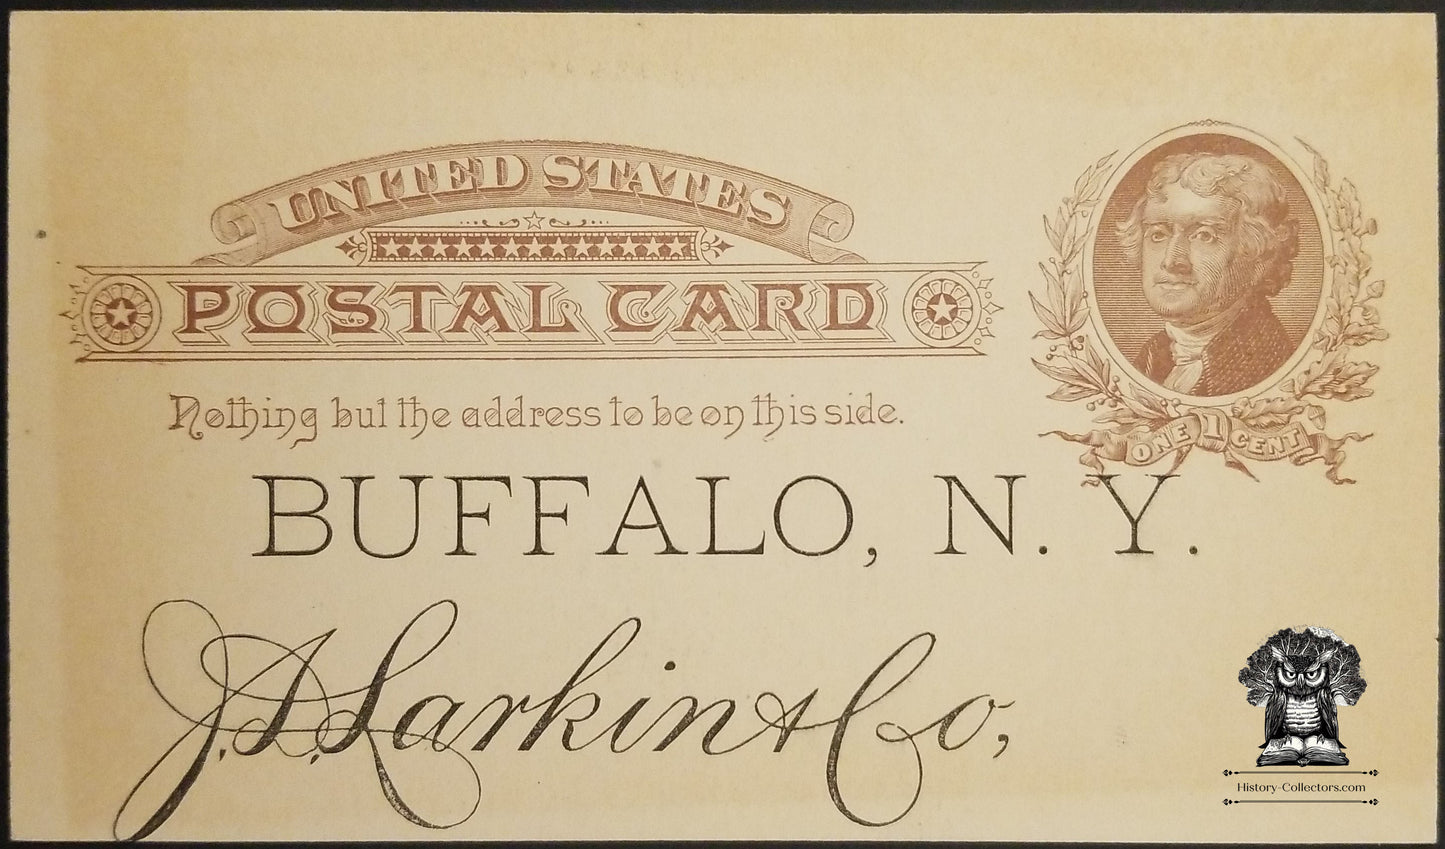 UNITED STATES
POSTAL CARD
Nothing but the address to be on this side.
ONE 1 CENT
BUFFALO, N. Y.
J. D. Larkin & Co,
History-Collectors.com